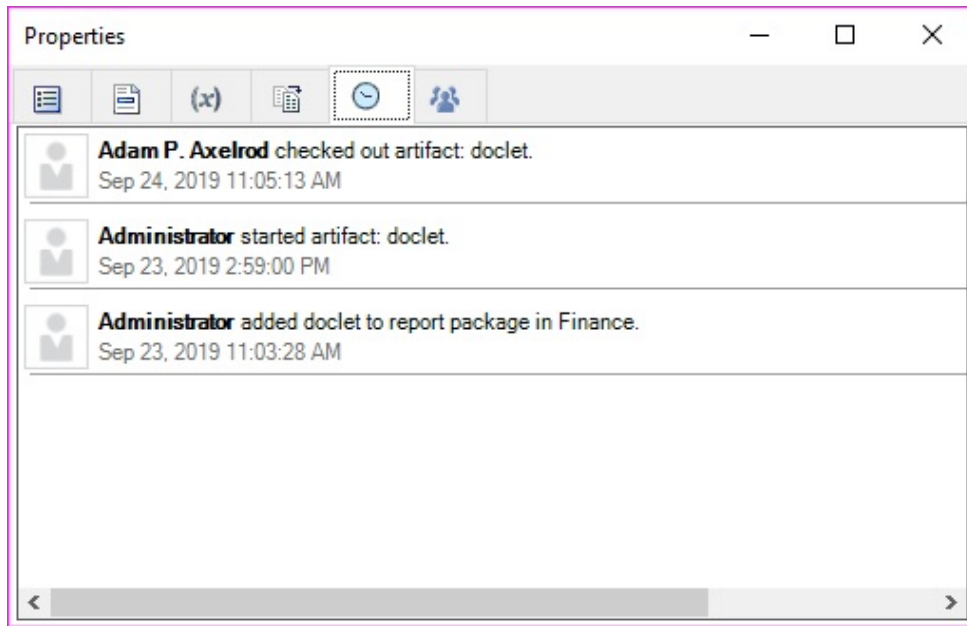 Properties
(x)
Adam P. Axelrod checked out artifact: doclet.
Sep 24, 2019 11:05:13 AM
Administrator started artifact: doclet.
Sep 23, 2019 2:59:00 PM
Administrator added doclet to report package in Finance.
Sep 23, 2019 11:03:28 AM